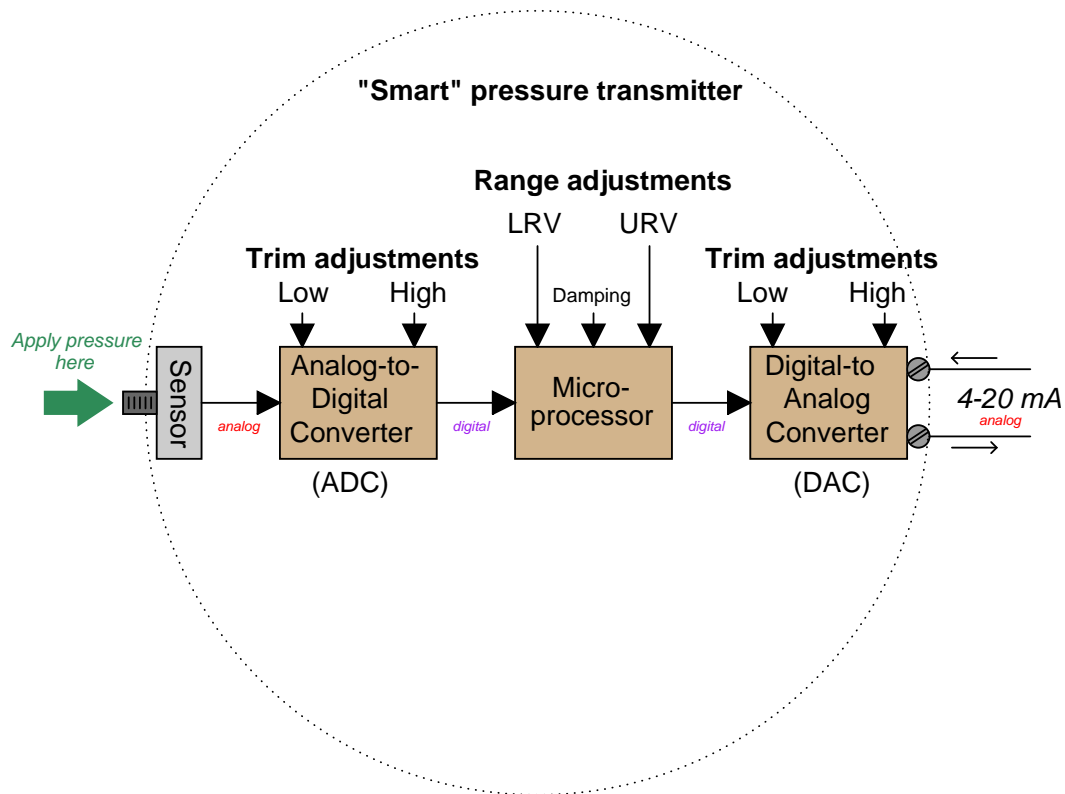 "Smart" pressure transmitter
Range adjustments
LRV
URV
Trim adjustments
Low
High
Damping
Trim adjustments
Low
High
Apply pressure
here
Sensor
analog
Analog-to-
Digital
Converter
(ADC)
digital
Micro-
processor
digital
Digital-to
Analog
Converter
(DAC)
4-20 mA
analog